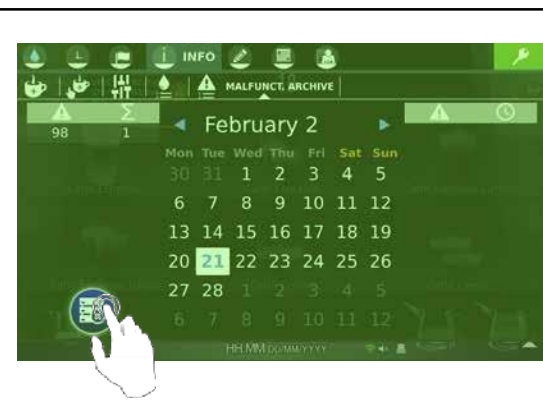 INFO
MALFUNCT. ARCHIVE
Σ
98 1
February 2
Mon Tue Wed Thu Fri Sat Sun
30 31 1 2 3 4 5
6 7 8 9 10 11 12
13 14 15 16 17 18 19
20 21 22 23 24 25 26
27 28 1 2 3 4 5
6 7 8 9 10 11 12
HH.MM DD/MM/YYYY